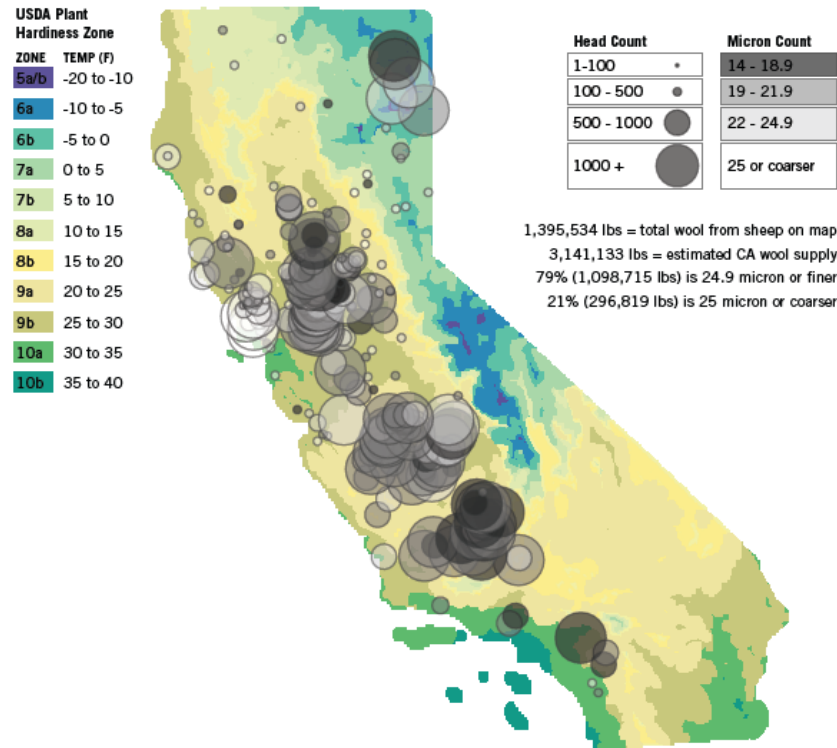 USDA Plant
Hardiness Zone
ZONE TEMP (F)
5a/b -20 to -10
6a -10 to -5
6b -5 to 0
7a 0 to 5
7b 5 to 10
8a 10 to 15
8b 15 to 20
9a 20 to 25
9b 25 to 30
10a 30 to 35
10b 35 to 40
Head Count
1-100
100 - 500
500 - 1000
1000 +
Micron Count
14 - 18.9
19 - 21.9
22 - 24.9
25 or coarser
1,395,534 lbs = total wool from sheep on map
3,141,133 lbs = estimated CA wool supply
79% (1,098,715 lbs) is 24.9 micron or finer
21% (296,819 lbs) is 25 micron or coarser